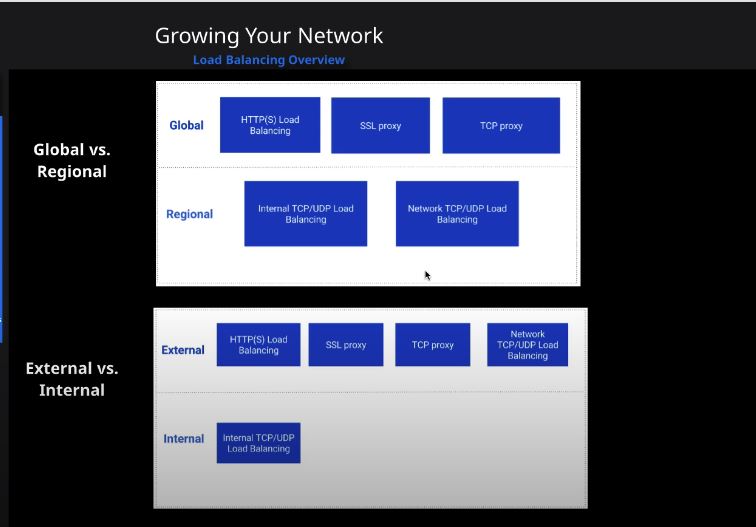 Growing Your Network
Load Balancing Overview
Global vs.
Regional
Global
HTTP(S) Load
Balancing
SSL proxy
TCP proxy
Regional
Internal TCP/UDP Load
Balancing
Network TCP/UDP Load
Balancing
External vs.
Internal
External
HTTP(S) Load
Balancing
SSL proxy
TCP proxy
Network
TCP/UDP Load
Balancing
Internal
Internal TCP/UDP
Load Balancing